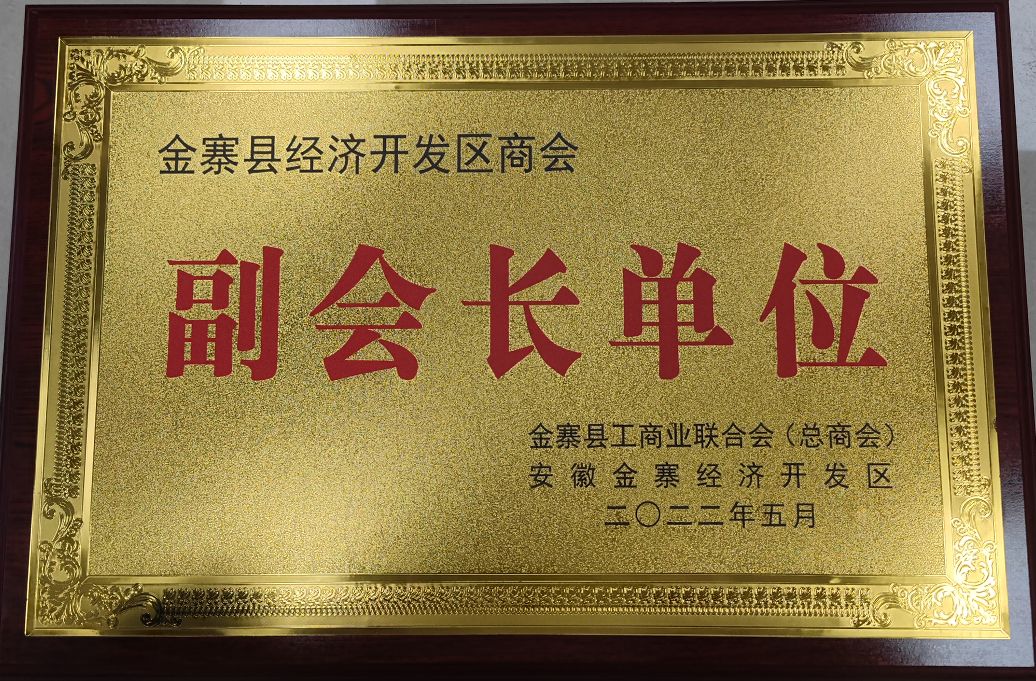 金寨县经济开发区商会
副会长单位
金寨县工商业联合会（总商会）
安徽金寨经济开发区
二〇二二年五月